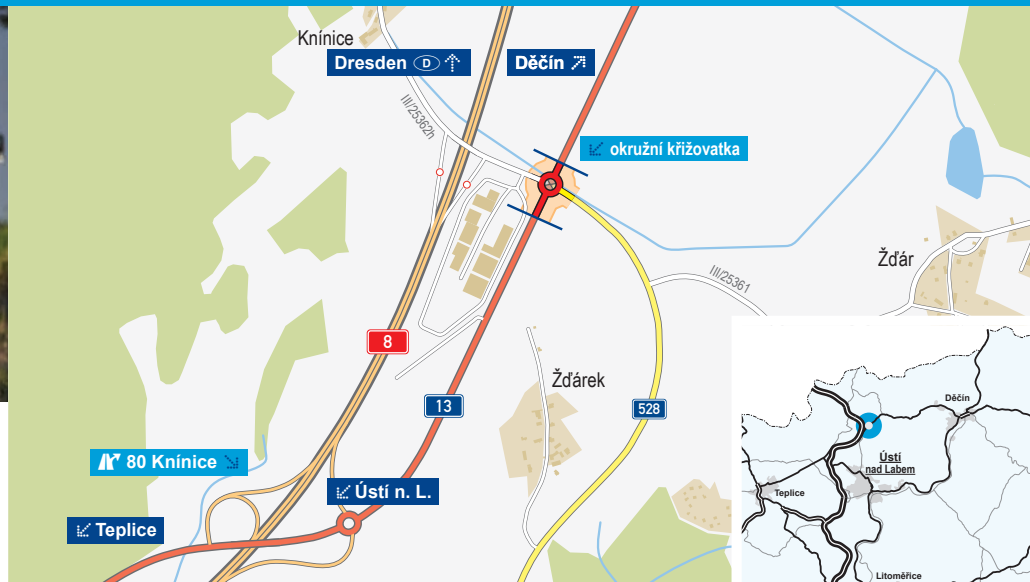 Knínice
Dresden D
Děčín
III/25362h
okružní křižovatka
Žďár
III/25361
8
Žďárek
13
528
Děčín
Ústí
nad Labem
80 Knínice
Teplice
Ústí n. L.
Teplice
Litoměřice